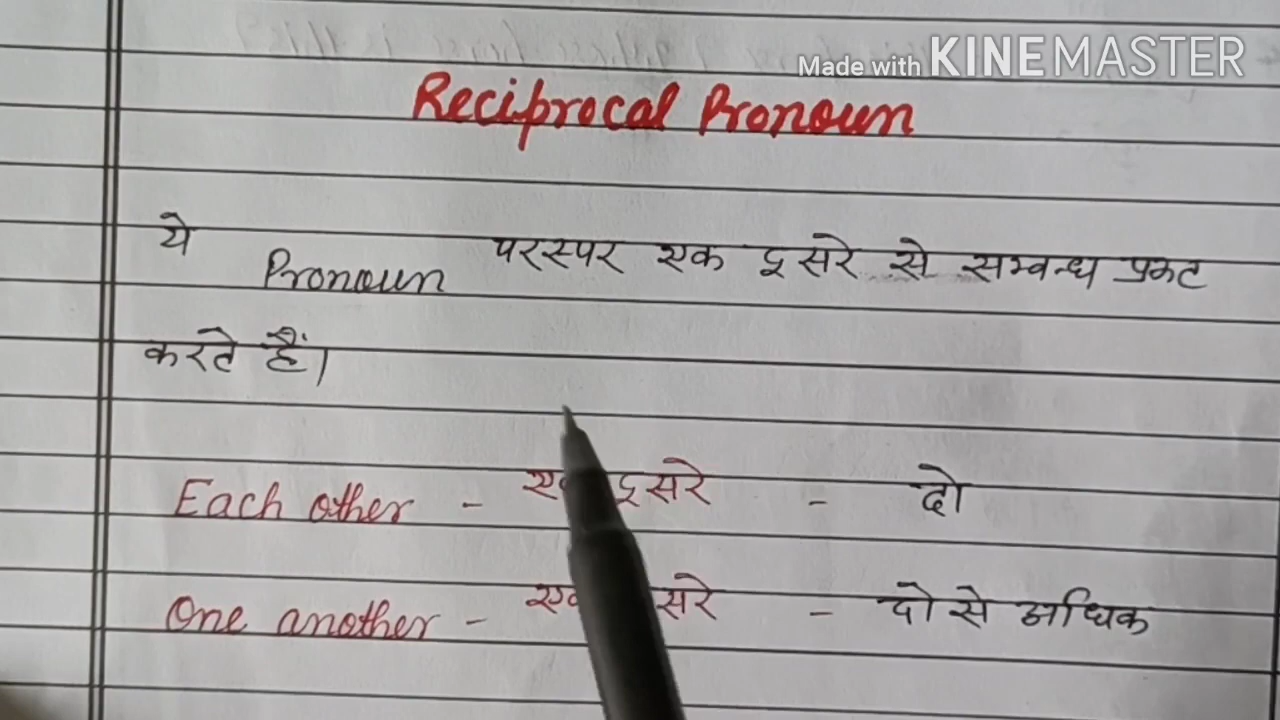 Made with KINEMASTER
Reciprocal Pronoun
ये Pronoun परस्पर एक दूसरे से सम्बन्ध प्रकट
करते हैं।
Each other - दूसरे - दो
One another - - दो से अधिक